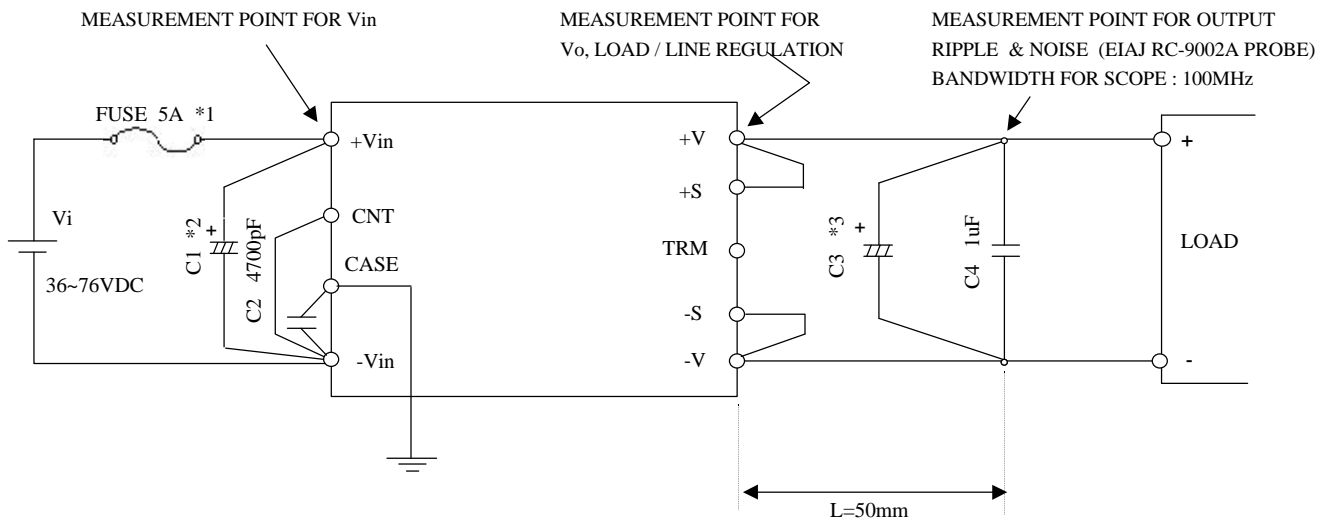 MEASUREMENT POINT FOR Vin
MEASUREMENT POINT FOR
Vo, LOAD / LINE REGULATION
MEASUREMENT POINT FOR OUTPUT
RIPPLE & NOISE (EIAJ RC-9002A PROBE)
BANDWIDTH FOR SCOPE : 100MHz
FUSE 5A *1
+Vin
+V
+
+S
Vi
C1 *2
+
C2 4700pF
CNT
CASE
TRM
C3 *3
+
C4 1uF
LOAD
36~76VDC
-S
-Vin
-V
-
L=50mm